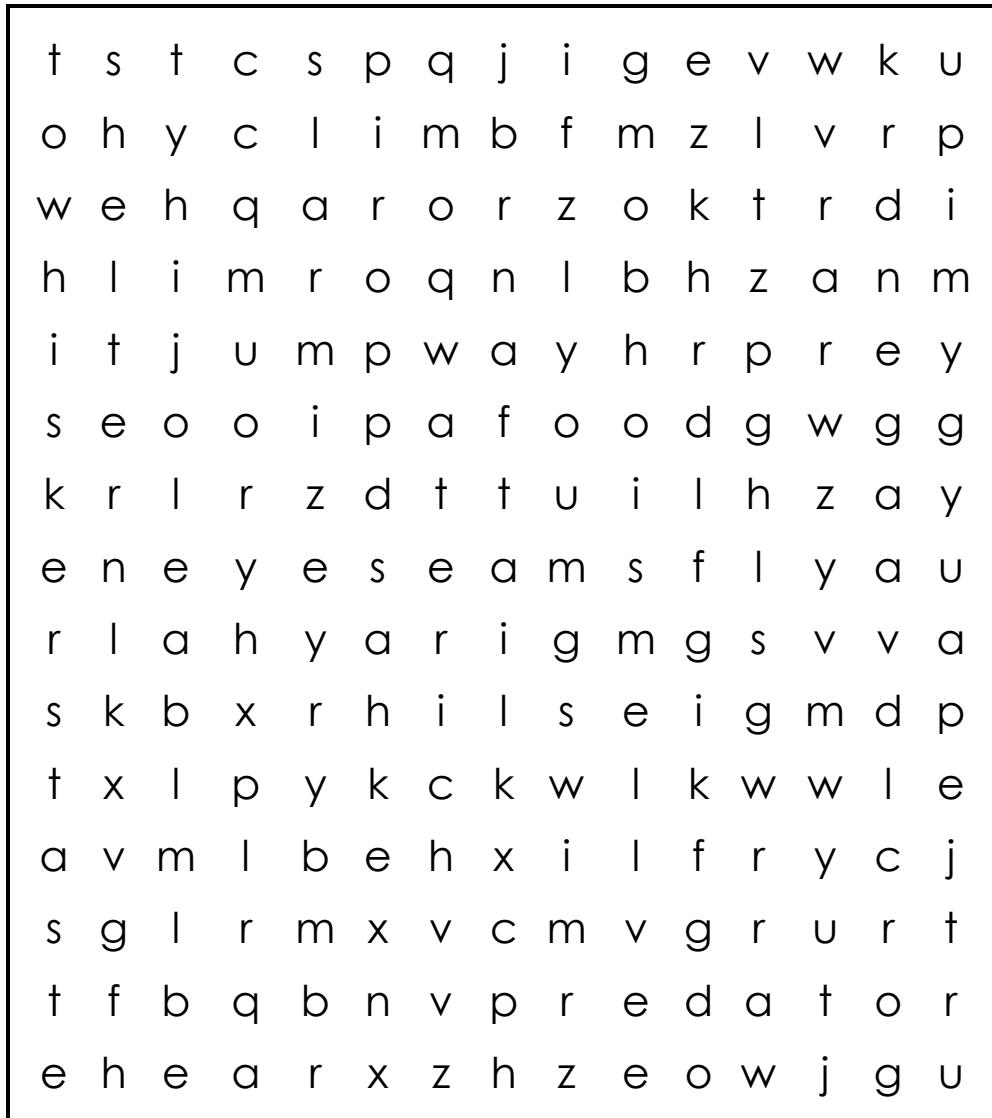 t s t c s p q j i g e v w k u
o h y c l i m b f m z l v r p
w e h q a r o r z o k t r d i
h l i m r o q n l b h z a n m
i t j u m p w a y h r p r e y
s e o o i p a f o o d g w g g
k r l r z d t t u i l h z a y
e n e y e s e a m s f l y a u
r l a h y a r i g m g s v v a
s k b x r h i l s e i g m d p
t x l p y k c k w l k w w l e
a v m l b e h x i l f r y c j
s g l r m x v c m v g r u r t
t f b q b n v p r e d a t o r
e h e a r x z h z e o w j g u